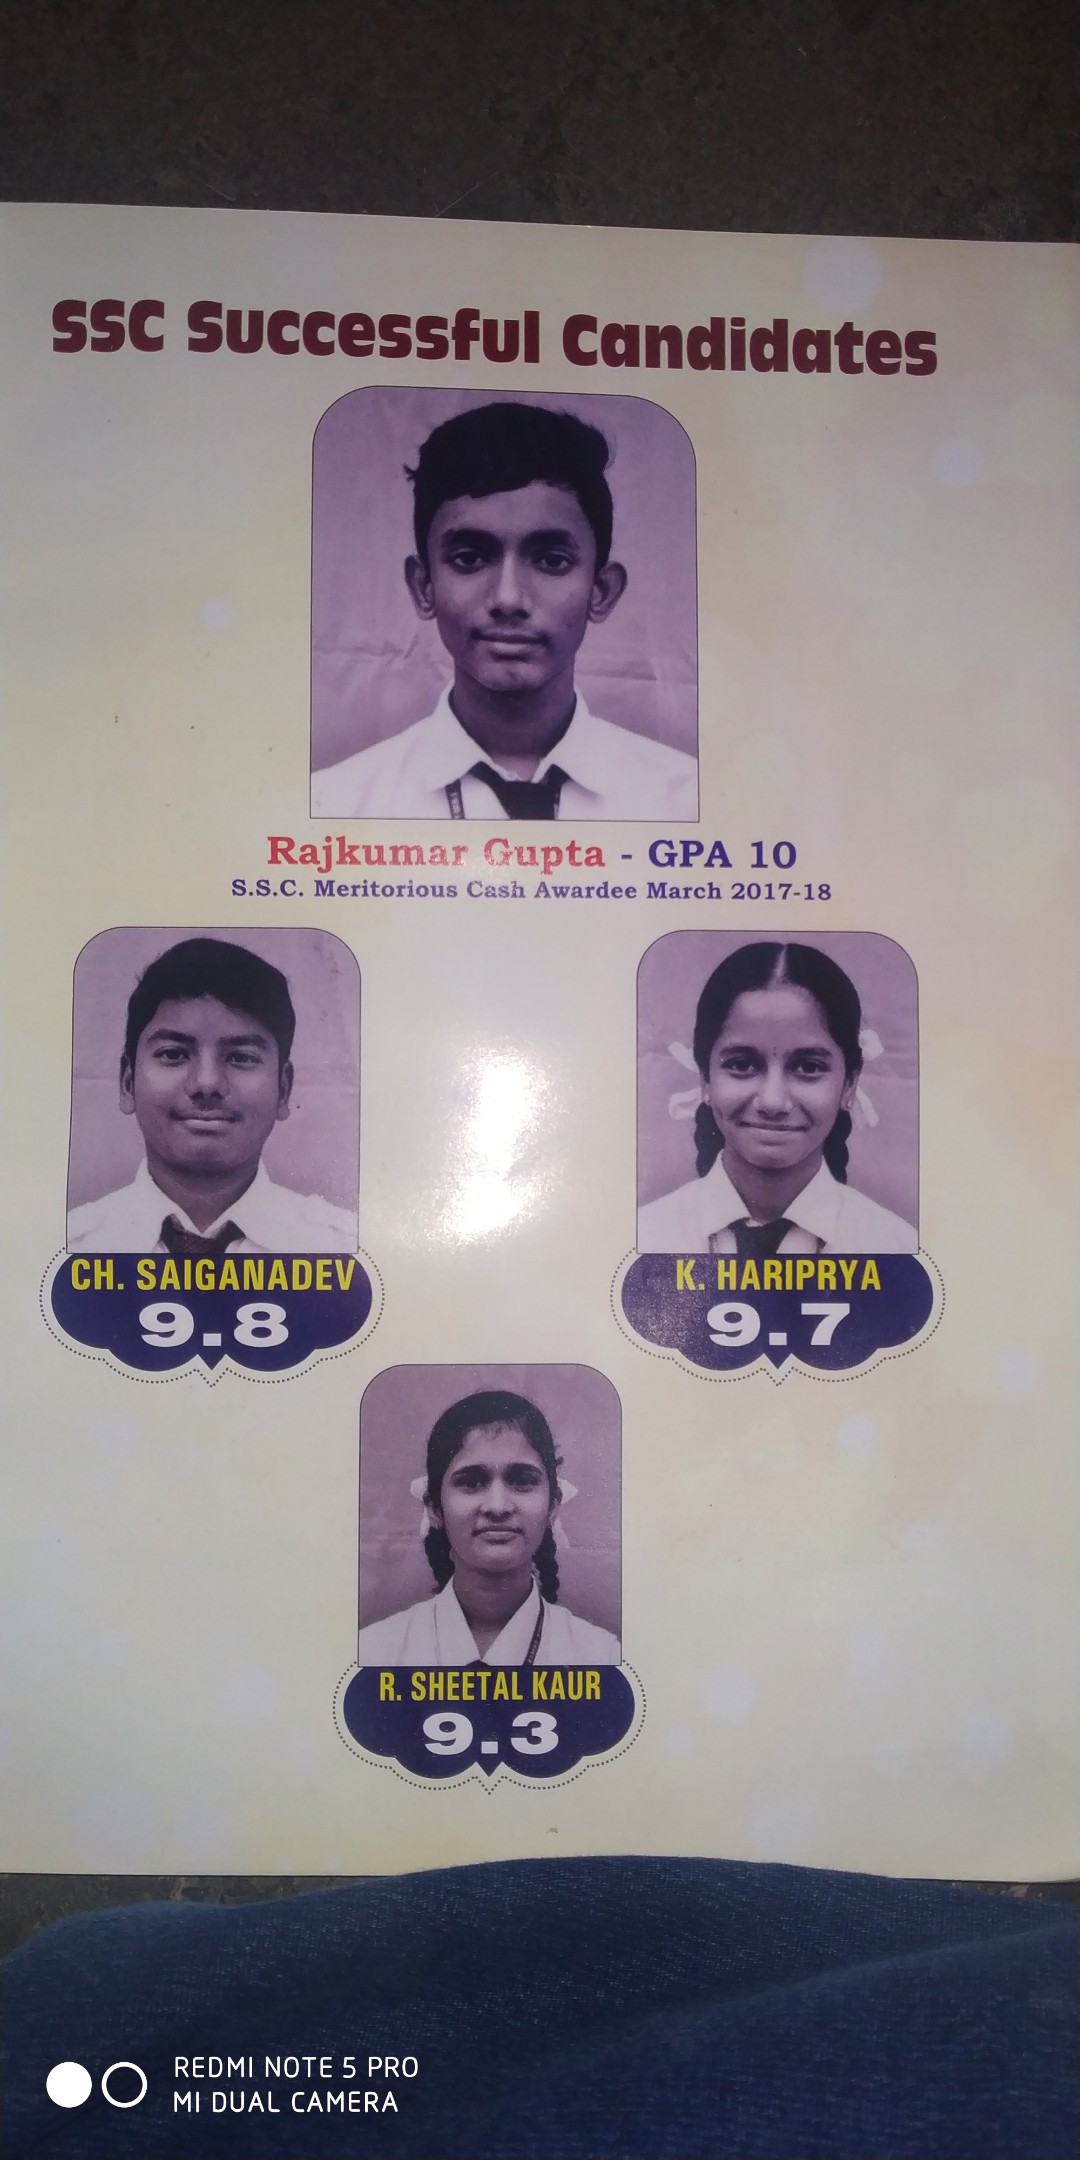 SSC Successful Candidates
Rajkumar Gupta - GPA 10
S.S.C. Meritorious Cash Awardee March 2017-18
CH. SAIGANADEV
9.8
K. HARIPRYA
9.7
R. SHEETAL KAUR
9.3
REDMI NOTE 5 PRO
MI DUAL CAMERA